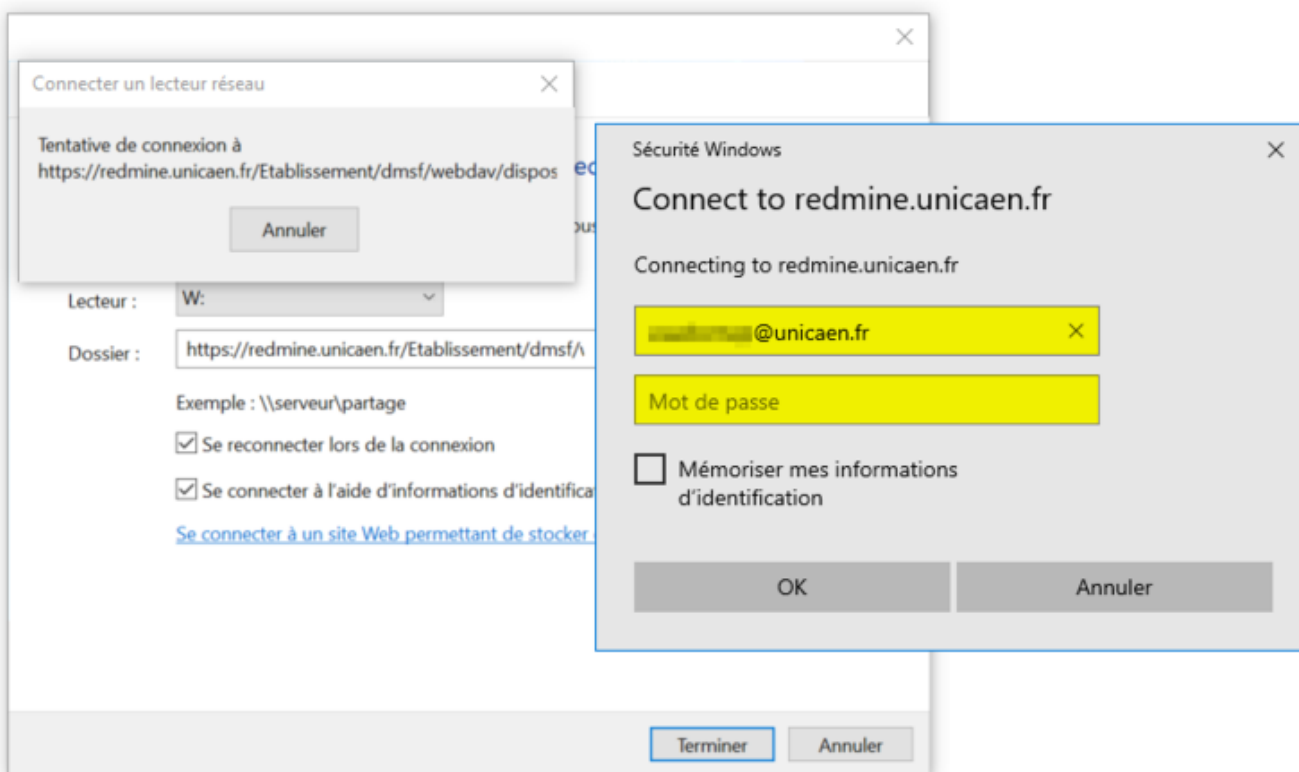 Connecter un lecteur réseau
Tentative de connexion à
https://redmine.unicaen.fr/Etablissement/dmsf/webdav/dispos
Annuler
Lecteur :
W:
Dossier :
https://redmine.unicaen.fr/Etablissement/dmsf/
Exemple : \\serveur\partage
Se reconnecter lors de la connexion
Se connecter à l'aide d'informations d'identifica
Se connecter à un site Web permettant de stocker
Terminer
Annuler
Sécurité Windows
Connect to redmine.unicaen.fr
Connecting to redmine.unicaen.fr
@unicaen.fr
Mot de passe
Mémoriser mes informations
d'identification
OK
Annuler